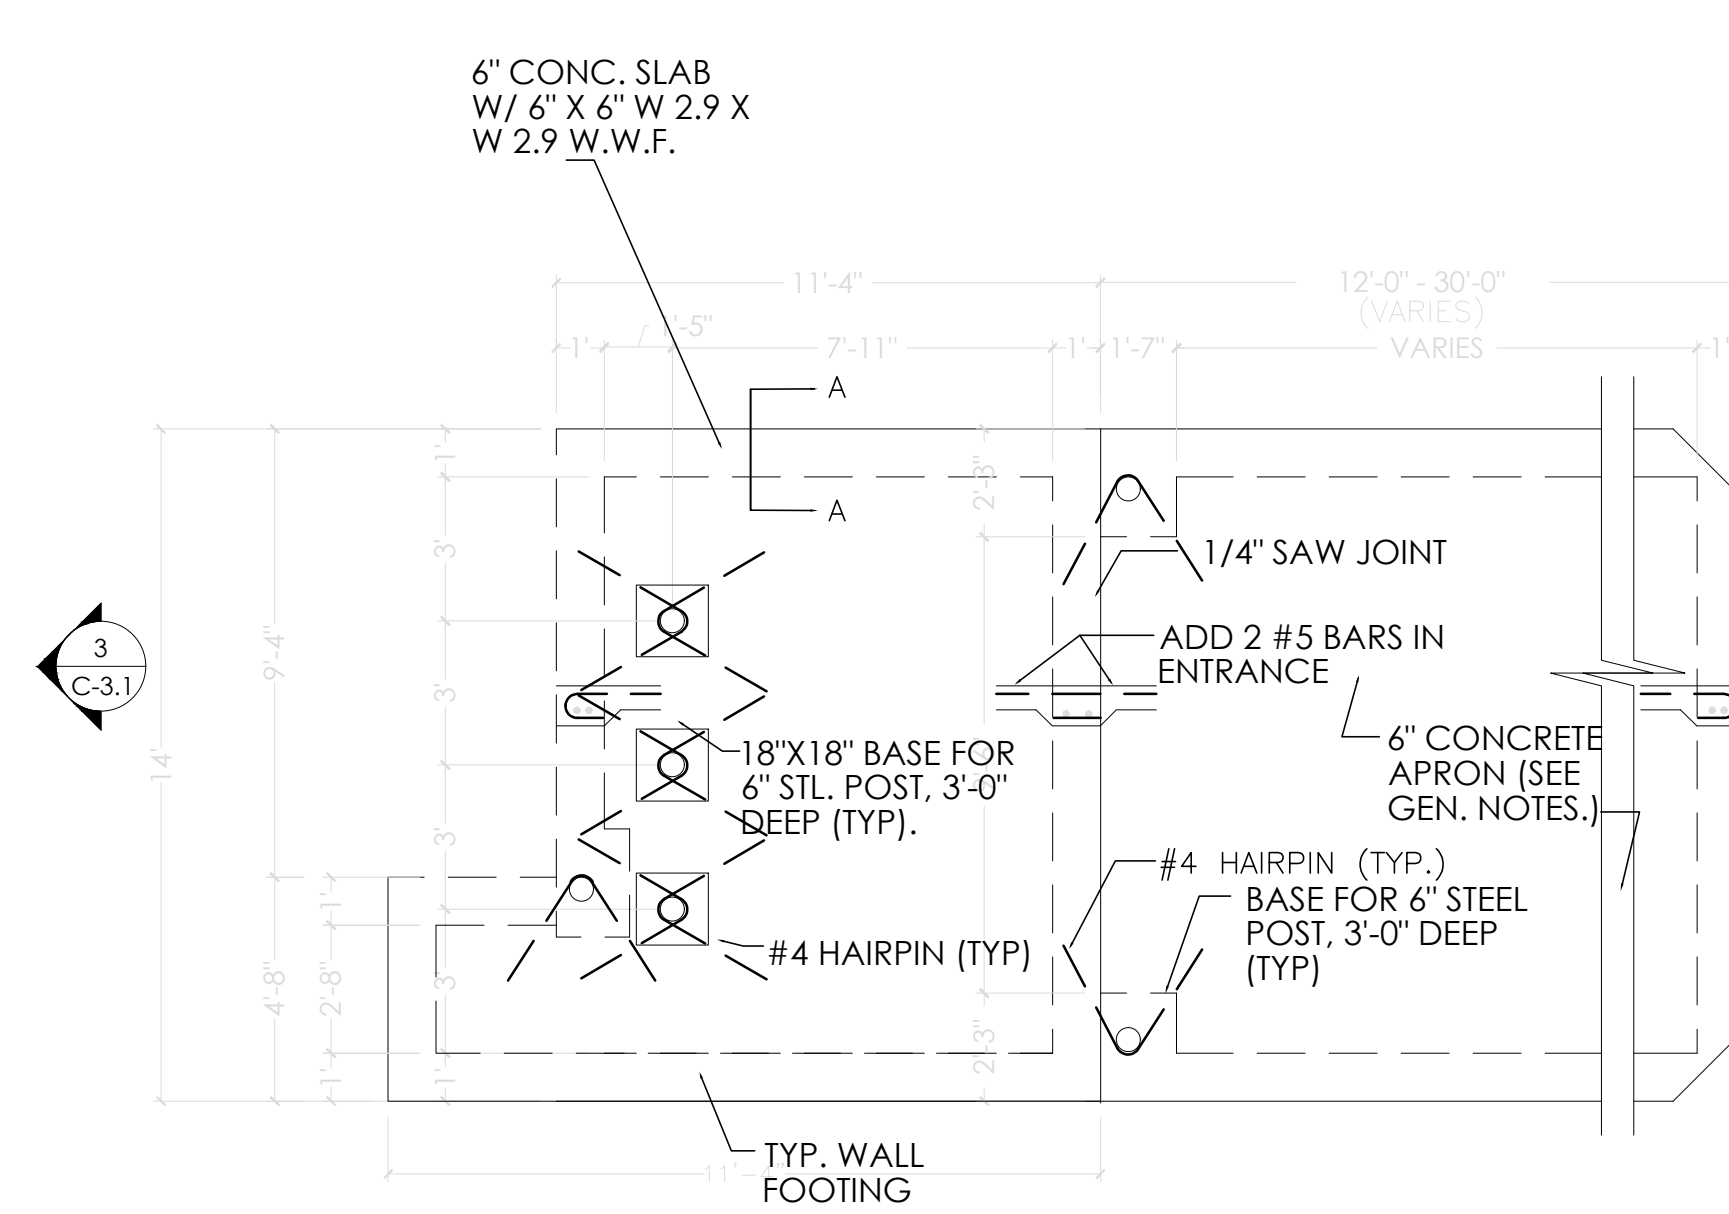 6" CONC. SLAB
W/ 6" X 6" W 2.9 X
W 2.9 W.W.F.
11'-4"
12'-0" - 30'-0"
(VARIES)
1'-5"
1'
7'-11"
1'
1'-7"
VARIES
1'
A
A
1'
2'-3"
3'
1/4" SAW JOINT
3
C-3.1
9'-4"
3'
ADD 2 #5 BARS IN
ENTRANCE
14'
18"X18" BASE FOR
6" STL. POST, 3'-0"
DEEP (TYP).
6" CONCRETE
APRON (SEE
GEN. NOTES.)
3'
#4 HAIRPIN (TYP.)
1'
BASE FOR 6" STEEL
POST, 3'-0" DEEP
(TYP)
#4 HAIRPIN (TYP)
4'-8"
2'-8"
3'
2'-3"
1'
1'
TYP. WALL
FOOTING
11'-4"